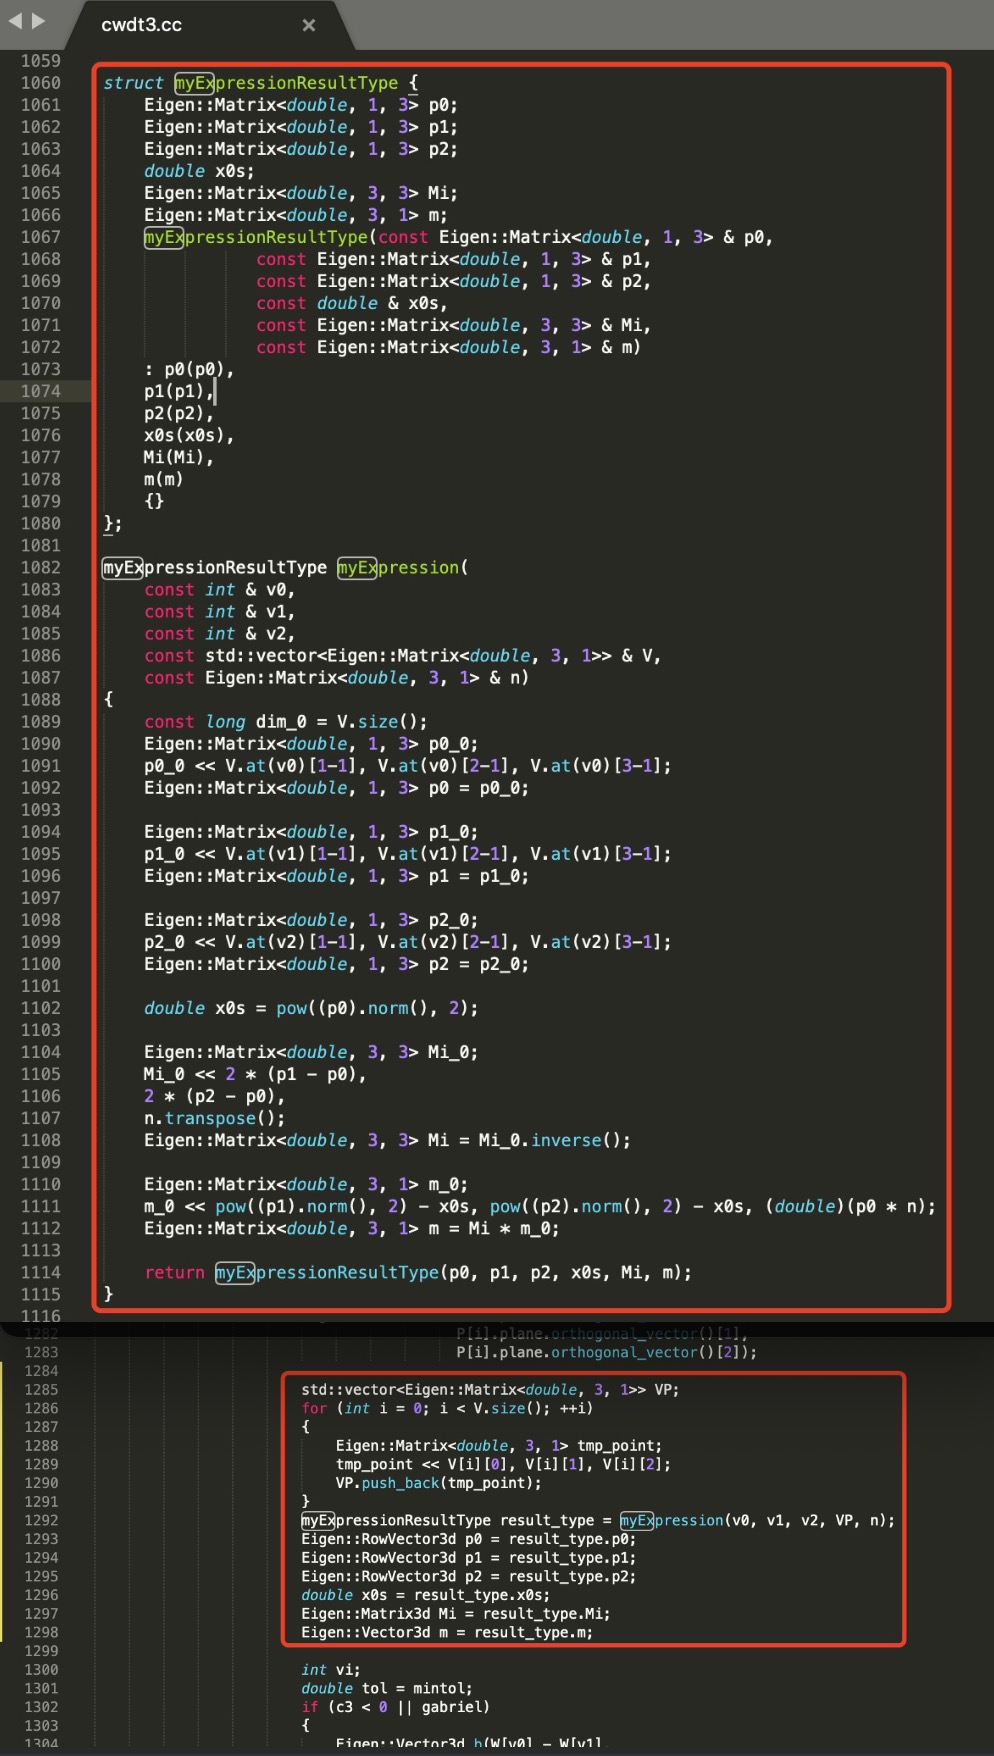 cwdt3.cc ×
1059
1060 struct myExpressionResultType {
1061 Eigen::Matrix<double, 1, 3> p0;
1062 Eigen::Matrix<double, 1, 3> p1;
1063 Eigen::Matrix<double, 1, 3> p2;
1064 double x0s;
1065 Eigen::Matrix<double, 3, 3> Mi;
1066 Eigen::Matrix<double, 3, 1> m;
1067 myExpressionResultType(const Eigen::Matrix<double, 1, 3> & p0,
1068 const Eigen::Matrix<double, 1, 3> & p1,
1069 const Eigen::Matrix<double, 1, 3> & p2,
1070 const double & x0s,
1071 const Eigen::Matrix<double, 3, 3> & Mi,
1072 const Eigen::Matrix<double, 3, 1> & m)
1073 : p0(p0),
1074 p1(p1),
1075 p2(p2),
1076 x0s(x0s),
1077 Mi(Mi),
1078 m(m)
1079 {}
1080 };
1081
1082 myExpressionResultType myExpression(
1083 const int & v0,
1084 const int & v1,
1085 const int & v2,
1086 const std::vector<Eigen::Matrix<double, 3, 1>> & V,
1087 const Eigen::Matrix<double, 3, 1> & n)
1088 {
1089 const long dim_0 = V.size();
1090 Eigen::Matrix<double, 1, 3> p0_0;
1091 p0_0 << V.at(v0)[1-1], V.at(v0)[2-1], V.at(v0)[3-1];
1092 Eigen::Matrix<double, 1, 3> p0 = p0_0;
1093
1094 Eigen::Matrix<double, 1, 3> p1_0;
1095 p1_0 << V.at(v1)[1-1], V.at(v1)[2-1], V.at(v1)[3-1];
1096 Eigen::Matrix<double, 1, 3> p1 = p1_0;
1097
1098 Eigen::Matrix<double, 1, 3> p2_0;
1099 p2_0 << V.at(v2)[1-1], V.at(v2)[2-1], V.at(v2)[3-1];
1100 Eigen::Matrix<double, 1, 3> p2 = p2_0;
1101
1102 double x0s = pow((p0).norm(), 2);
1103
1104 Eigen::Matrix<double, 3, 3> Mi_0;
1105 Mi_0 << 2 * (p1 - p0),
1106 2 * (p2 - p0),
1107 n.transpose();
1108 Eigen::Matrix<double, 3, 3> Mi = Mi_0.inverse();
1109
1110 Eigen::Matrix<double, 3, 1> m_0;
1111 m_0 << pow((p1).norm(), 2) - x0s, pow((p2).norm(), 2) - x0s, (double)(p0 * n);
1112 Eigen::Matrix<double, 3, 1> m = Mi * m_0;
1113
1114 return myExpressionResultType(p0, p1, p2, x0s, Mi, m);
1115 }
1116
1282 P[i].plane.orthogonal_vector()[1],
1283 P[i].plane.orthogonal_vector()[2]);
1284
1285 std::vector<Eigen::Matrix<double, 3, 1>> VP;
1286 for (int i = 0; i < V.size(); ++i)
1287 {
1288 Eigen::Matrix<double, 3, 1> tmp_point;
1289 tmp_point << V[i][0], V[i][1], V[i][2];
1290 VP.push_back(tmp_point);
1291 }
1292 myExpressionResultType result_type = myExpression(v0, v1, v2, VP, n);
1293 Eigen::RowVector3d p0 = result_type.p0;
1294 Eigen::RowVector3d p1 = result_type.p1;
1295 Eigen::RowVector3d p2 = result_type.p2;
1296 double x0s = result_type.x0s;
1297 Eigen::Matrix3d Mi = result_type.Mi;
1298 Eigen::Vector3d m = result_type.m;
1299
1300 int vi;
1301 double tol = mintol;
1302 if (c3 < 0 || gabriel)
1303 {
1304 Eigen::Vector3d h(W[v0] - W[v1],